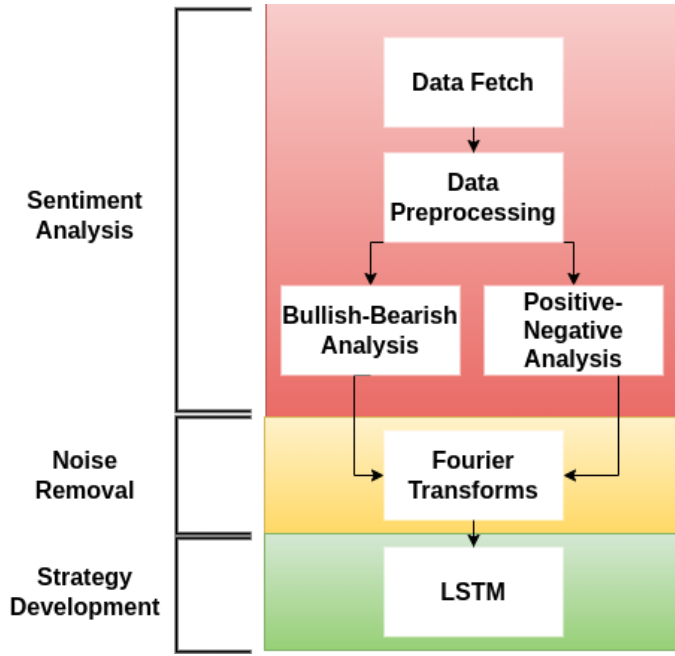 Data Fetch
Data
Preprocessing
Sentiment
Analysis
Bullish-Bearish
Analysis
Positive-
Negative
Analysis
Noise
Removal
Fourier
Transforms
Strategy
Development
LSTM